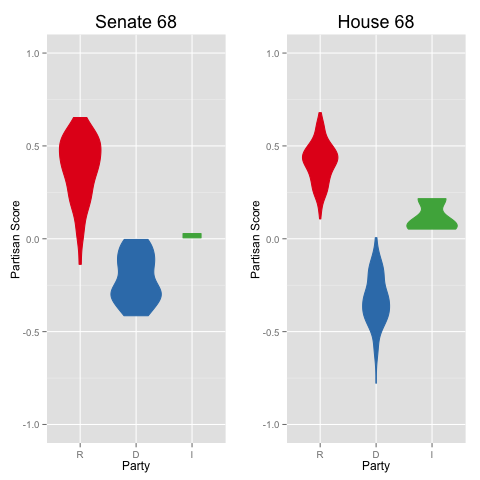 Senate 68
1.0
0.5
0.0
-0.5
-1.0
Partisan Score
R D I
Party
House 68
1.0
0.5
0.0
-0.5
-1.0
Partisan Score
R D I
Party